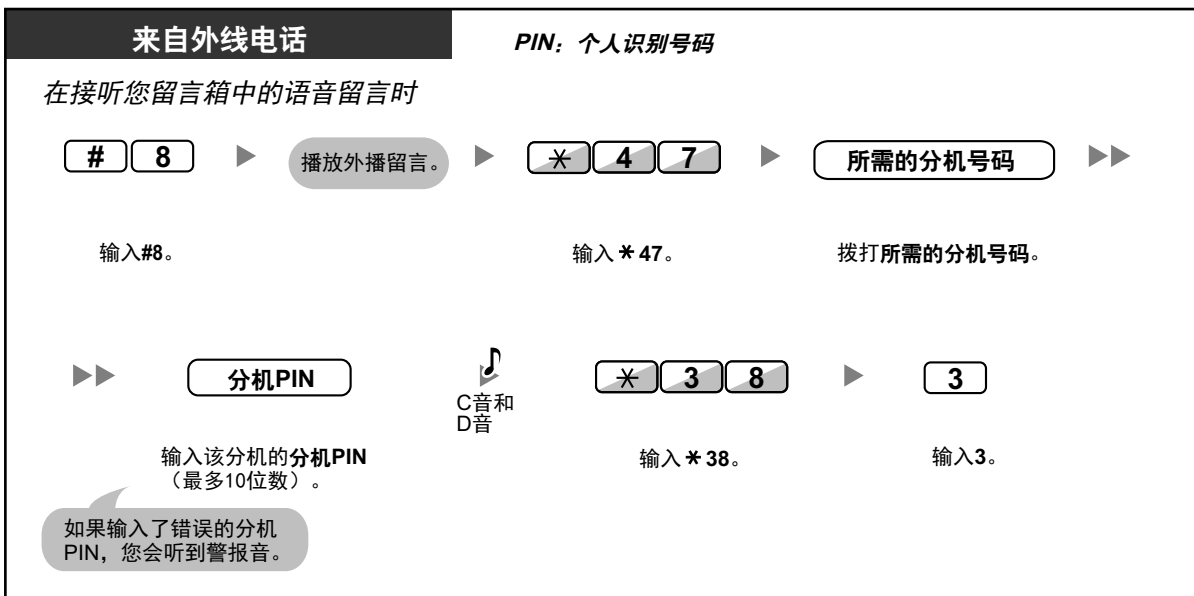 来自外线电话
PIN：个人识别号码
在接听您留言箱中的语音留言时
# 8
播放外播留言。
* 4 7
所需的分机号码
输入#8。
输入*47。
拨打所需的分机号码。
分机PIN
C音和
D音
* 3 8
3
输入该分机的分机PIN
（最多10位数）。
输入*38。
输入3。
如果输入了错误的分机
PIN，您会听到警报音。